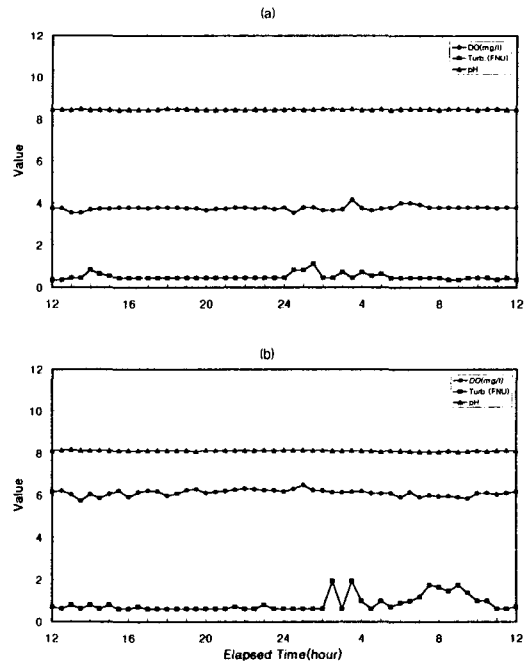 (a)
12
10
8
6
4
2
0
Value
DO(mg/l)
Turb.(FNU)
pH
12 16 20 24 4 8 12
(b)
12
10
8
6
4
2
0
Value
DO(mg/l)
Turb.(FNU)
pH
12 16 20 24 4 8 12
Elapsed Time(hour)